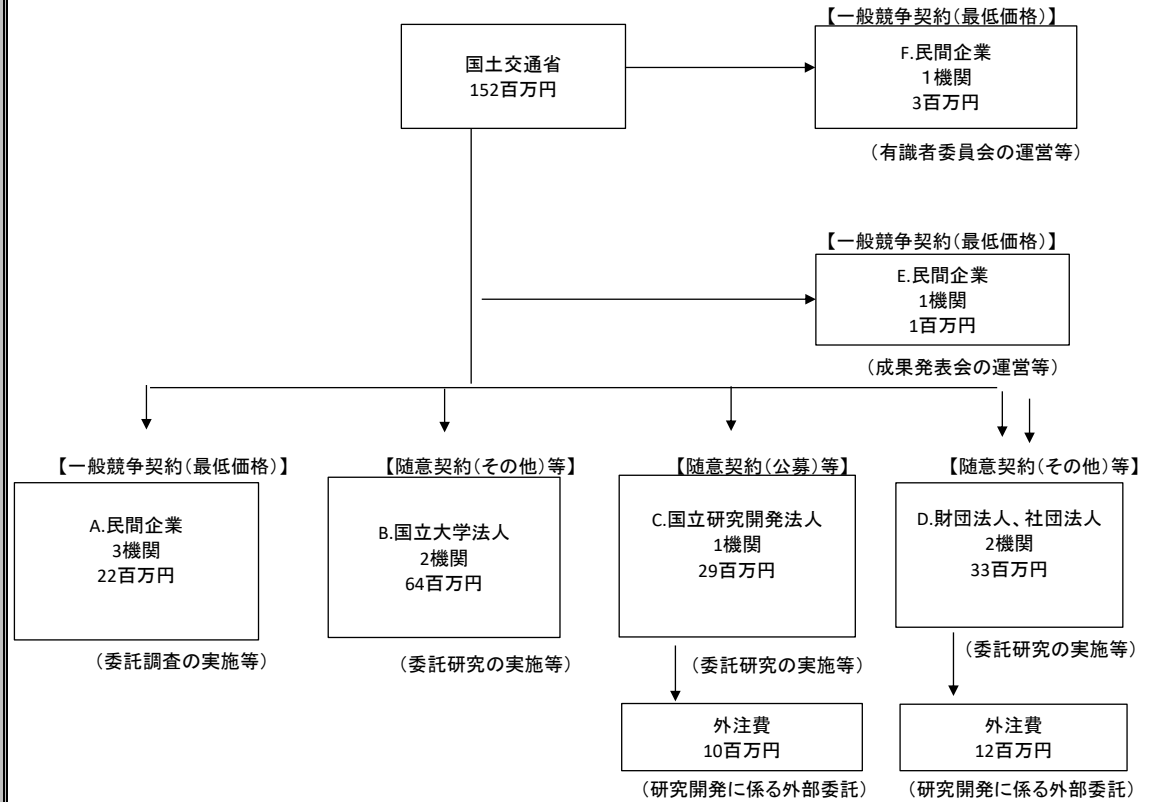 【一般競争契約(最低価格)】
国土交通省
152百万円
F.民間企業
１機関
3百万円
（有識者委員会の運営等）
【一般競争契約(最低価格)】
E.民間企業
1機関
1百万円
（成果発表会の運営等）
【一般競争契約(最低価格)】
A.民間企業
3機関
22百万円
（委託調査の実施等）
【随意契約(その他)等】
B.国立大学法人
2機関
64百万円
（委託研究の実施等）
【随意契約(公募)等】
C.国立研究開発法人
1機関
29百万円
（委託研究の実施等）
外注費
10百万円
（研究開発に係る外部委託）
【随意契約(その他)等】
D.財団法人、社団法人
2機関
33百万円
（委託研究の実施等）
外注費
12百万円
（研究開発に係る外部委託）